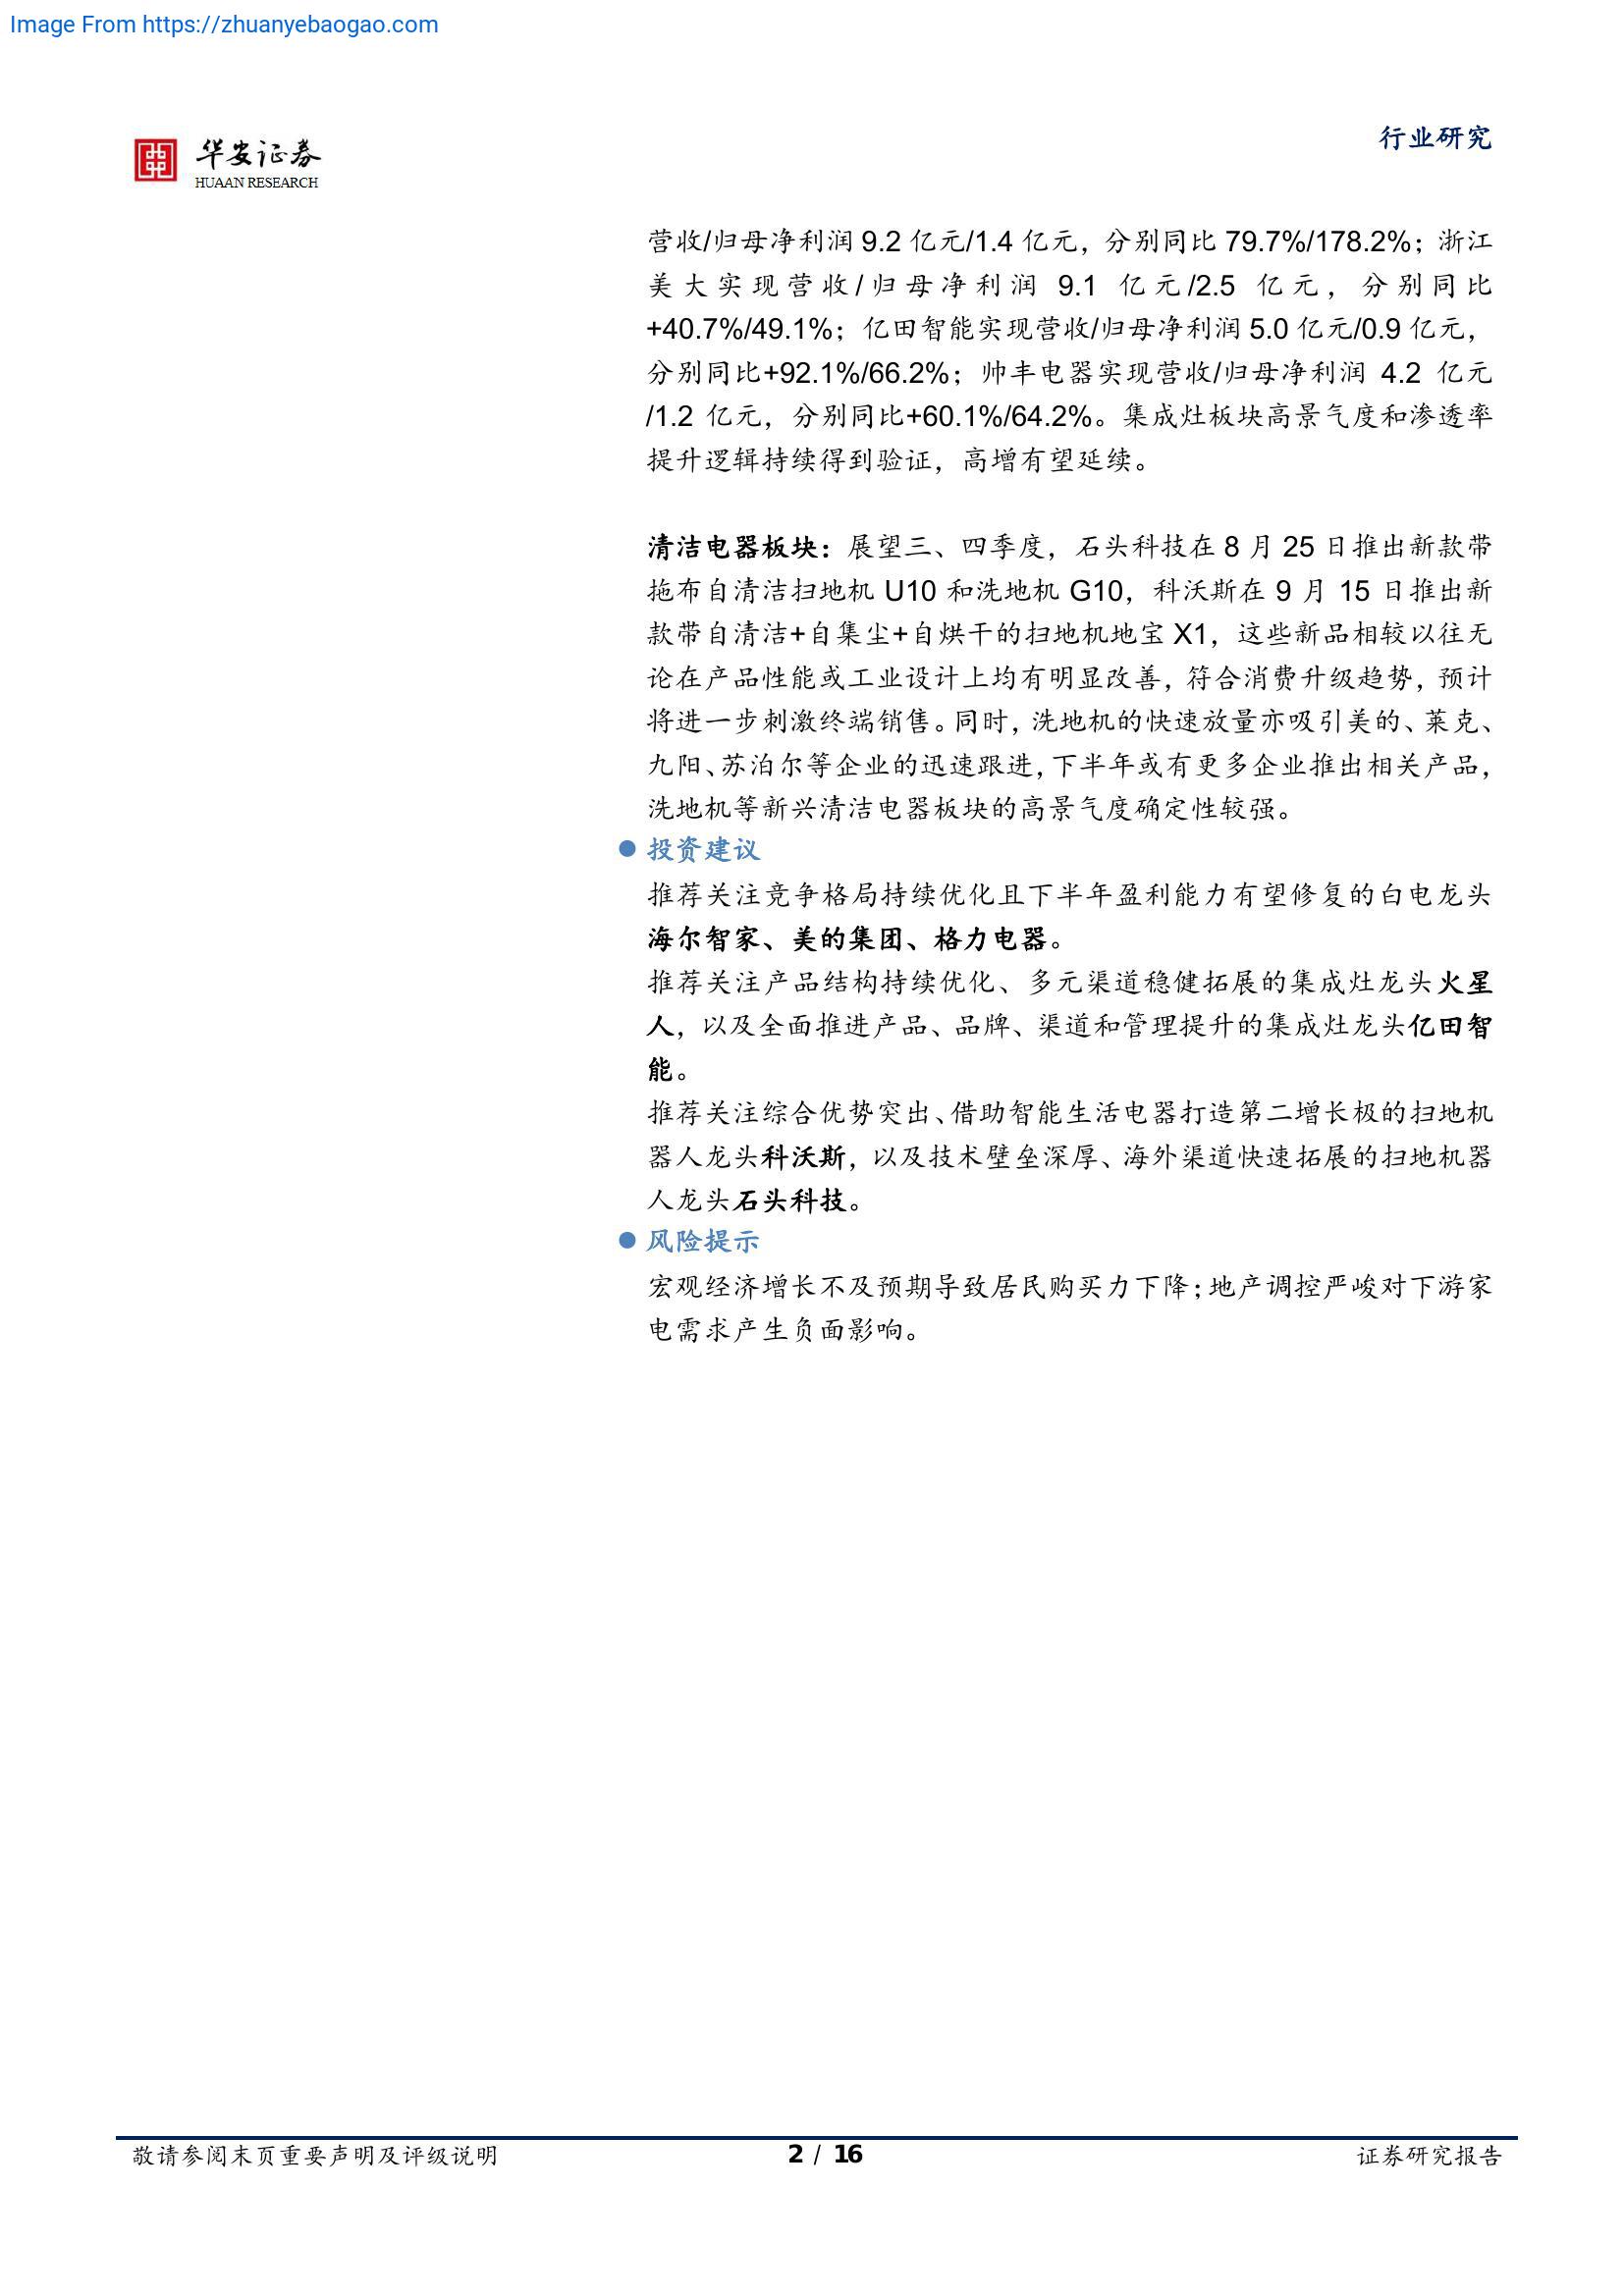 Image From https://zhuanyebaogao.com
华安证券
HUAAN RESEARCH
行业研究
营收/归母净利润 9.2 亿元/1.4 亿元，分别同比 79.7%/178.2%；浙江
美大实现营收/归母净利润 9.1 亿元/2.5 亿元，分别同比
+40.7%/49.1%；亿田智能实现营收/归母净利润 5.0 亿元/0.9 亿元，
分别同比+92.1%/66.2%；帅丰电器实现营收/归母净利润 4.2 亿元
/1.2 亿元，分别同比+60.1%/64.2%。集成灶板块高景气度和渗透率
提升逻辑持续得到验证，高增有望延续。
清洁电器板块：展望三、四季度，石头科技在 8 月 25 日推出新款带
拖布自清洁扫地机 U10 和洗地机 G10，科沃斯在 9 月 15 日推出新
款带自清洁+自集尘+自烘干的扫地机地宝 X1，这些新品相较以往无
论在产品性能或工业设计上均有明显改善，符合消费升级趋势，预计
将进一步刺激终端销售。同时，洗地机的快速放量亦吸引美的、莱克、
九阳、苏泊尔等企业的迅速跟进，下半年或有更多企业推出相关产品，
洗地机等新兴清洁电器板块的高景气度确定性较强。
● 投资建议
推荐关注竞争格局持续优化且下半年盈利能力有望修复的白电龙头
海尔智家、美的集团、格力电器。
推荐关注产品结构持续优化、多元渠道稳健拓展的集成灶龙头火星
人，以及全面推进产品、品牌、渠道和管理提升的集成灶龙头亿田智
能。
推荐关注综合优势突出、借助智能生活电器打造第二增长极的扫地机
器人龙头科沃斯，以及技术壁垒深厚、海外渠道快速拓展的扫地机器
人龙头石头科技。
● 风险提示
宏观经济增长不及预期导致居民购买力下降；地产调控严峻对下游家
电需求产生负面影响。
敬请参阅末页重要声明及评级说明
2 / 16
证券研究报告